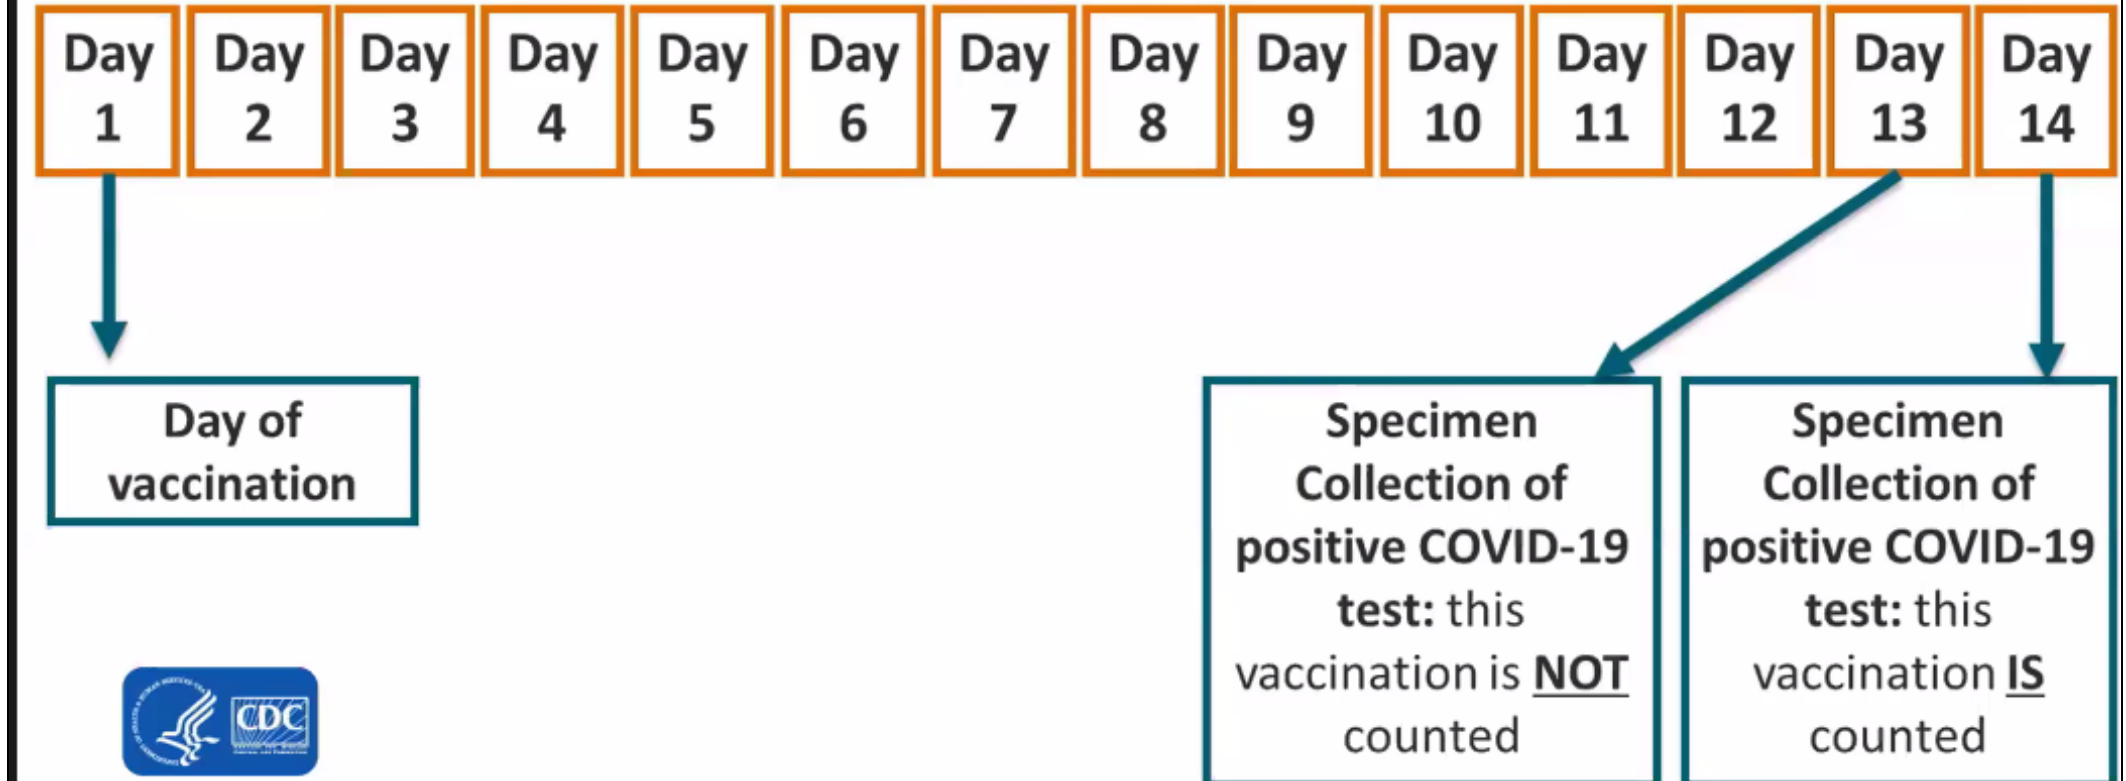 Day 1
Day 2
Day 3
Day 4
Day 5
Day 6
Day 7
Day 8
Day 9
Day 10
Day 11
Day 12
Day 13
Day 14
Day of
vaccination
Specimen
Collection of
positive COVID-19
test: this
vaccination is NOT
counted
Specimen
Collection of
positive COVID-19
test: this
vaccination IS
counted
CDC